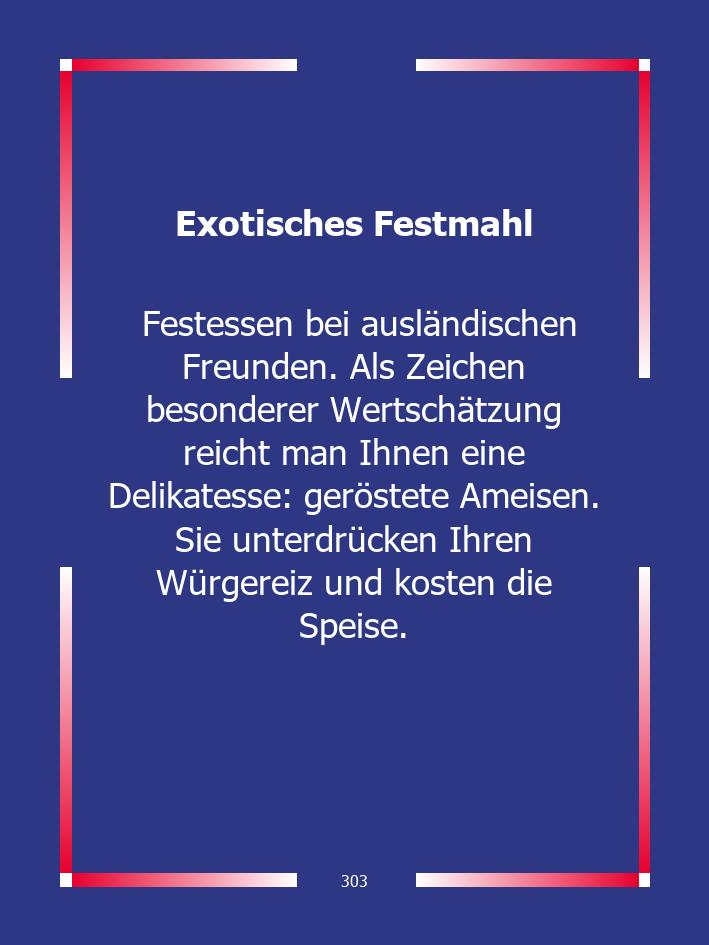 Exotisches Festmahl
Festessen bei ausländischen
Freunden. Als Zeichen
besonderer Wertschätzung
reicht man Ihnen eine
Delikatesse: geröstete Ameisen.
Sie unterdrücken Ihren
Würgereiz und kosten die
Speise.
303